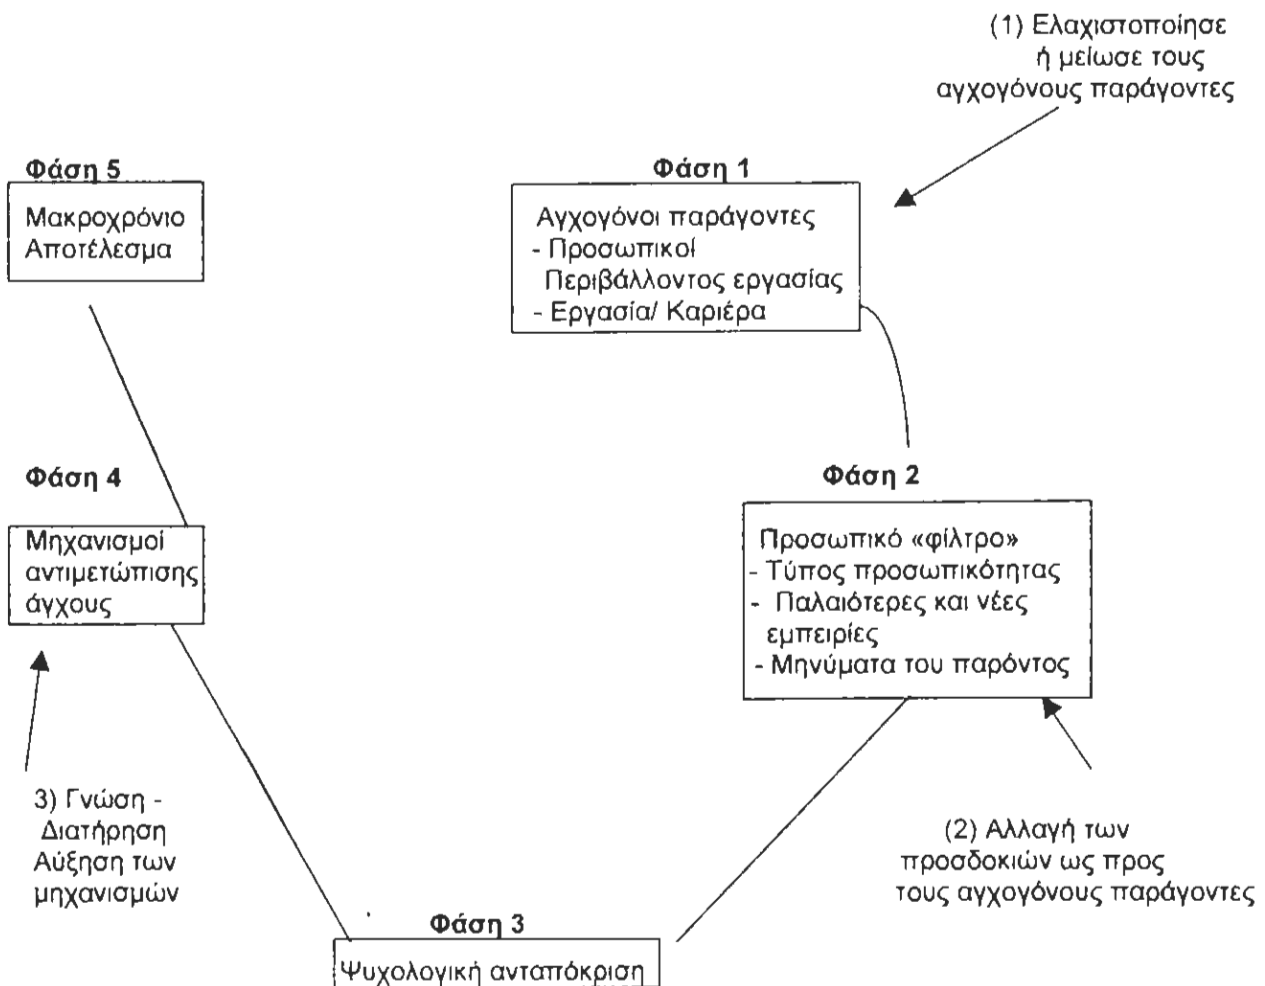 (1) Ελαχιστοποίησε
ή μείωσε τους
αγχογόνους παράγοντες
Φάση 5
Μακροχρόνιο
Αποτέλεσμα
Φάση 1
Αγχογόνοι παράγοντες
- Προσωπικοί
Περιβάλλοντος εργασίας
- Εργασία/ Καριέρα
Φάση 4
Μηχανισμοί
αντιμετώπισης
άγχους
Φάση 2
Προσωπικό «φίλτρο»
- Τύπος προσωπικότητας
- Παλαιότερες και νέες
εμπειρίες
- Μηνύματα του παρόντος
3) Γνώση -
Διατήρηση
Αύξηση των
μηχανισμών
(2) Αλλαγή των
προσδοκιών ως προς
τους αγχογόνους παράγοντες
Φάση 3
Ψυχολογική ανταπόκριση